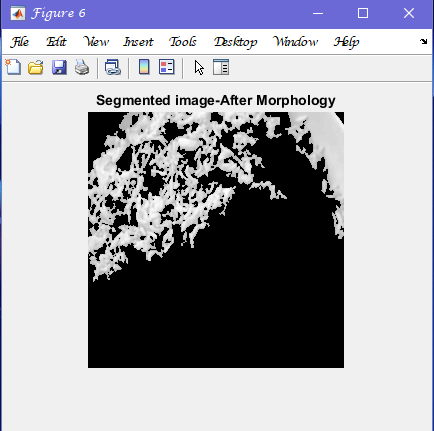 Figure 6
File Edit View Insert Tools Desktop Window Help
Segmented image-After Morphology